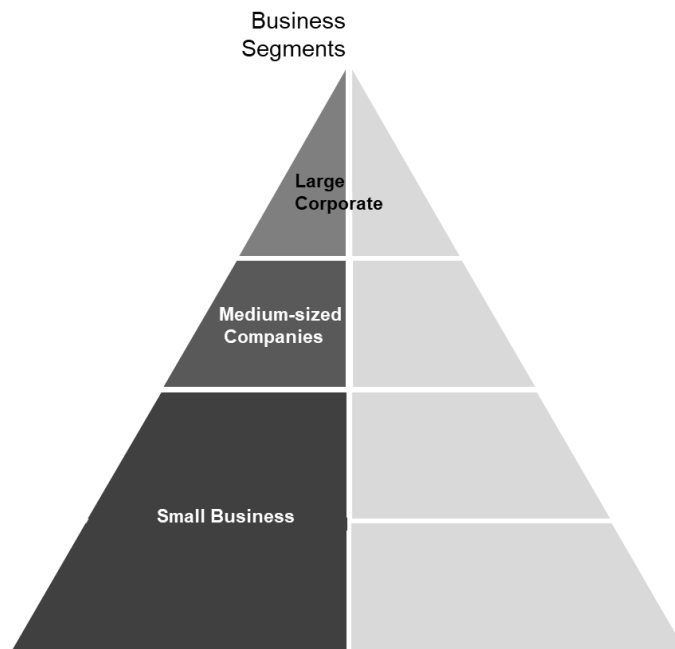 Business
Segments
Large
Corporate
Medium-sized
Companies
Small Business